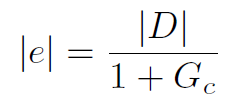 |e| = |D| / (1 + G_c)